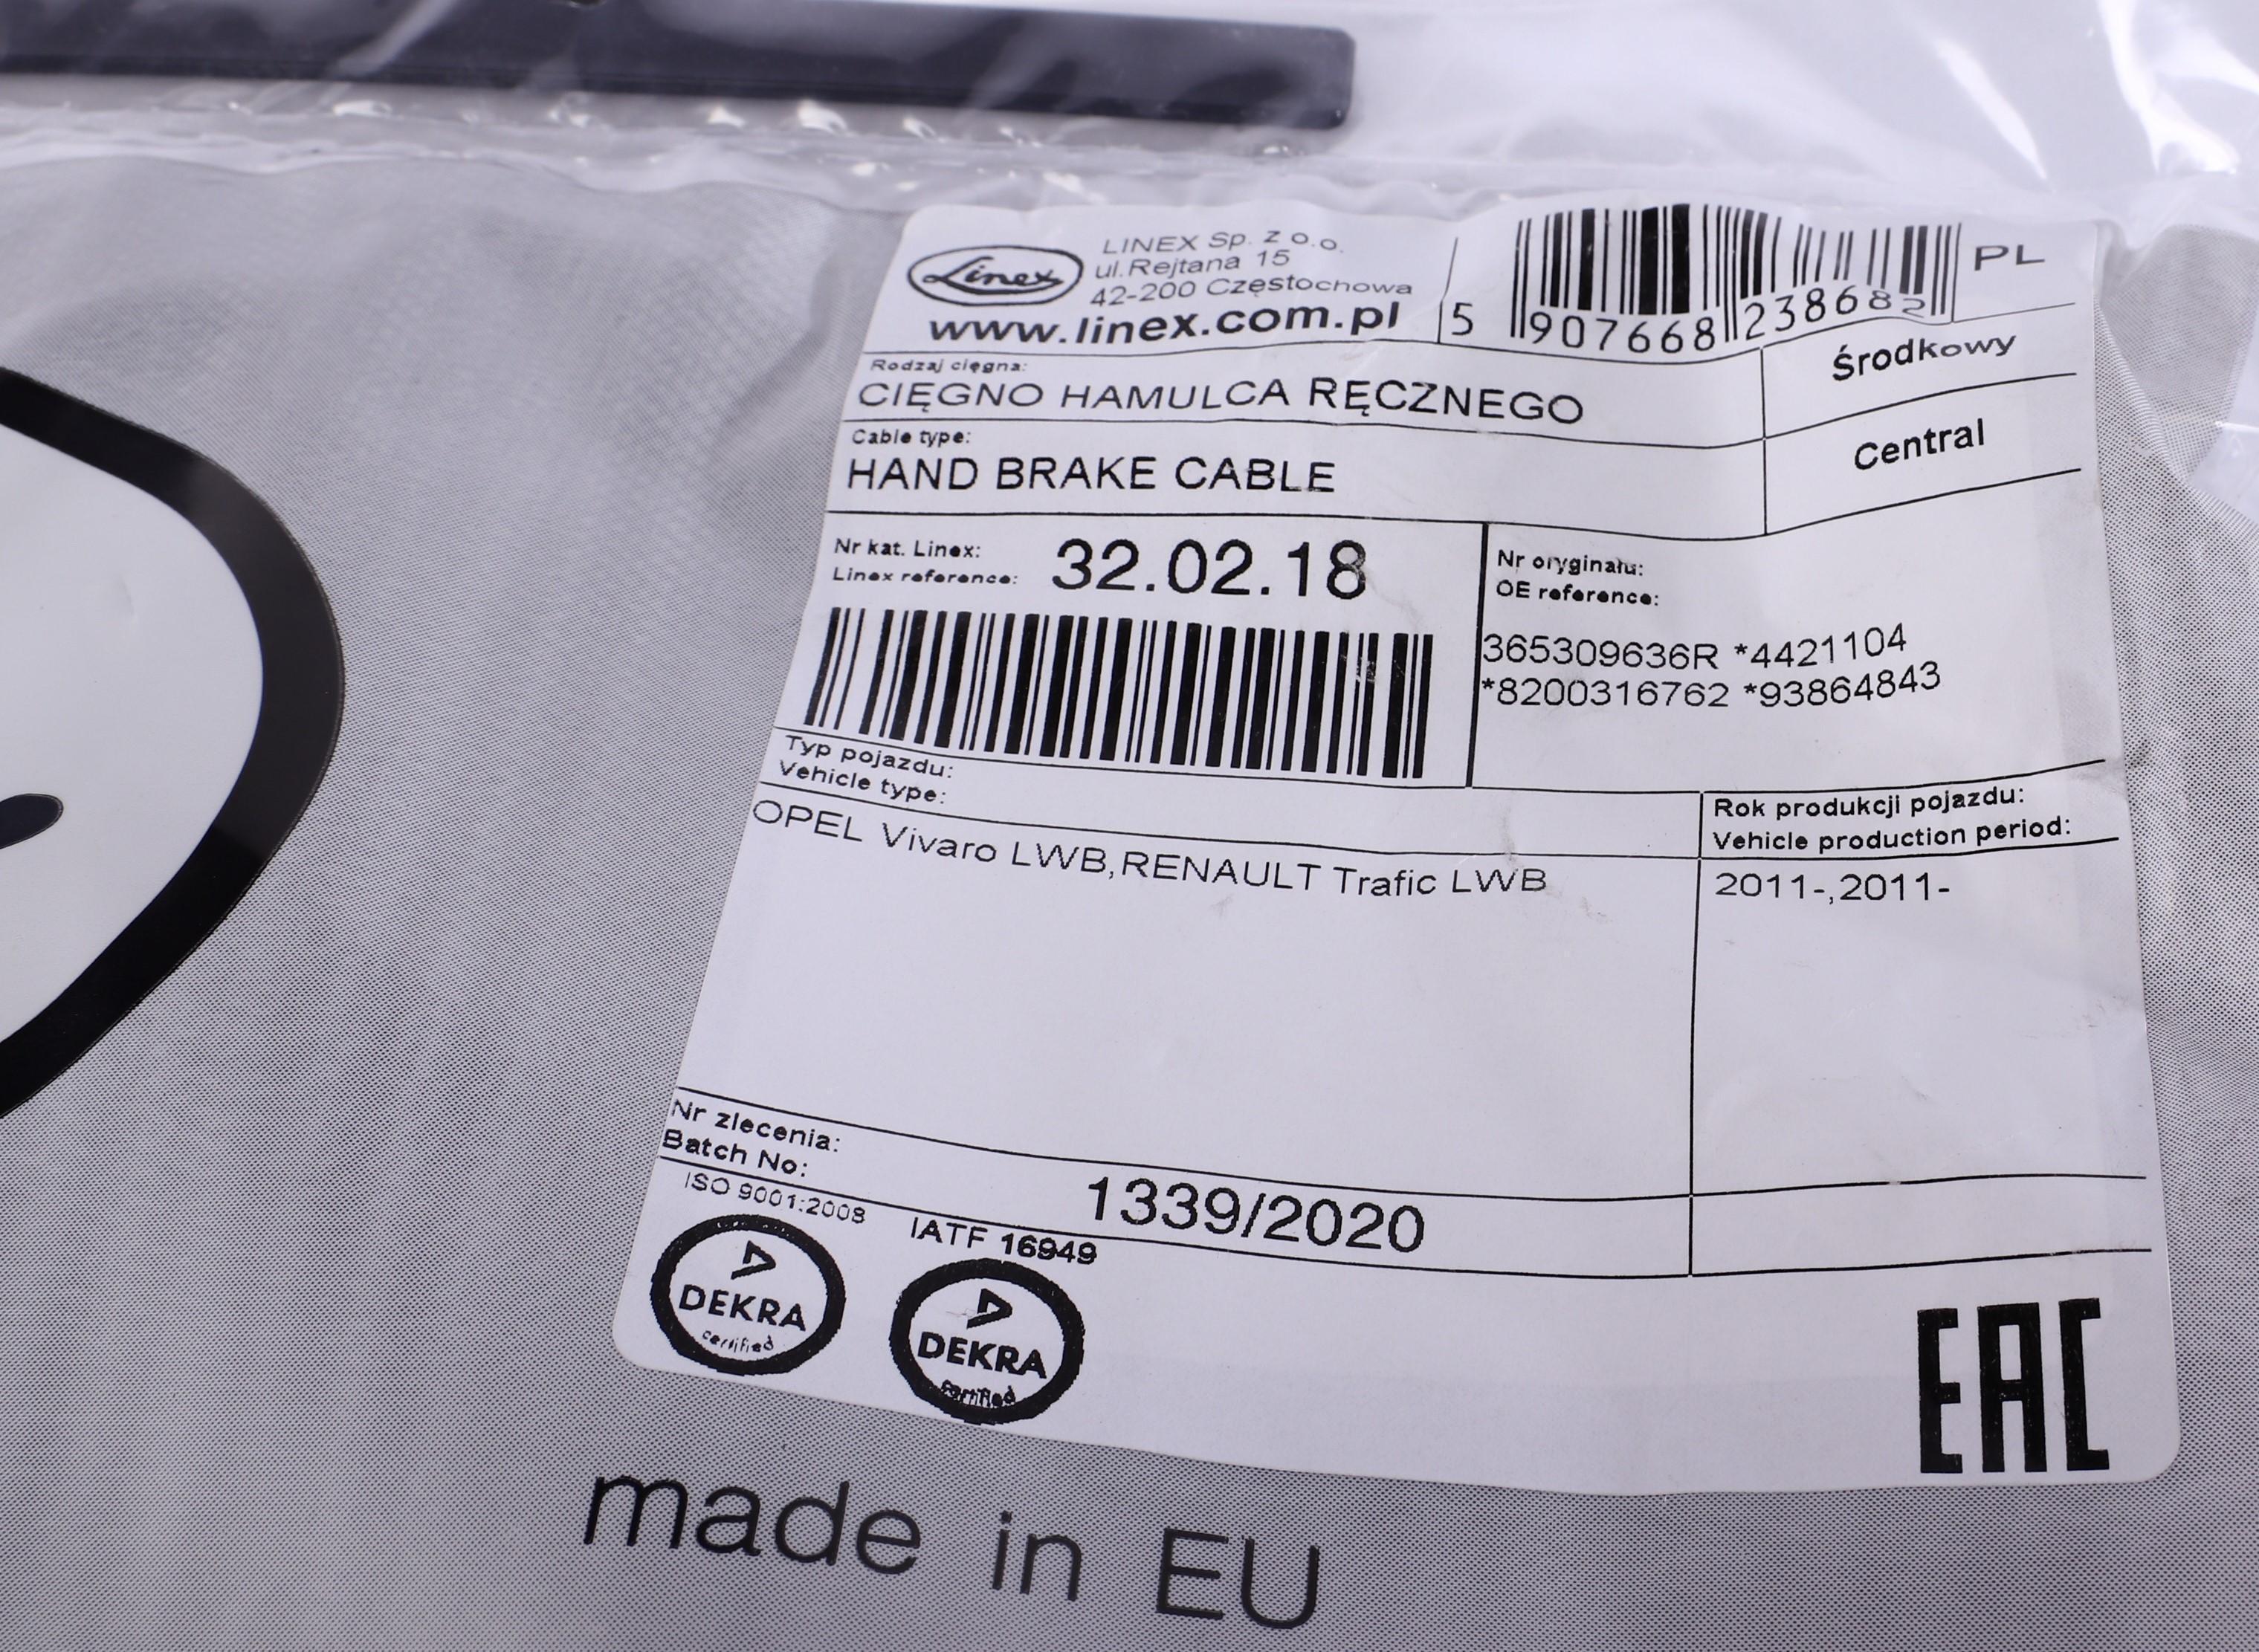 Linex
LINEX Sp. z o.o.
ul.Rejtana 15
42-200 Częstochowa
www.linex.com.pl
5 907668 238682
PL
Rodzaj cięgna:
CIĘGNO HAMULCA RĘCZNEGO
Środkowy
Cable type:
HAND BRAKE CABLE
Central
Nr kat. Linex:
Linex reference:
32.02.18
Nr oryginału:
OE reference:
365309636R *4421104
*8200316762 *93864843
Typ pojazdu:
Vehicle type:
OPEL Vivaro LWB,RENAULT Trafic LWB
Rok produkcji pojazdu:
Vehicle production period:
2011-,2011-
Nr zlecenia:
Batch No:
1339/2020
ISO 9001:2008
IATF 16949
DEKRA
certified
DEKRA
certified
EAC
made in EU